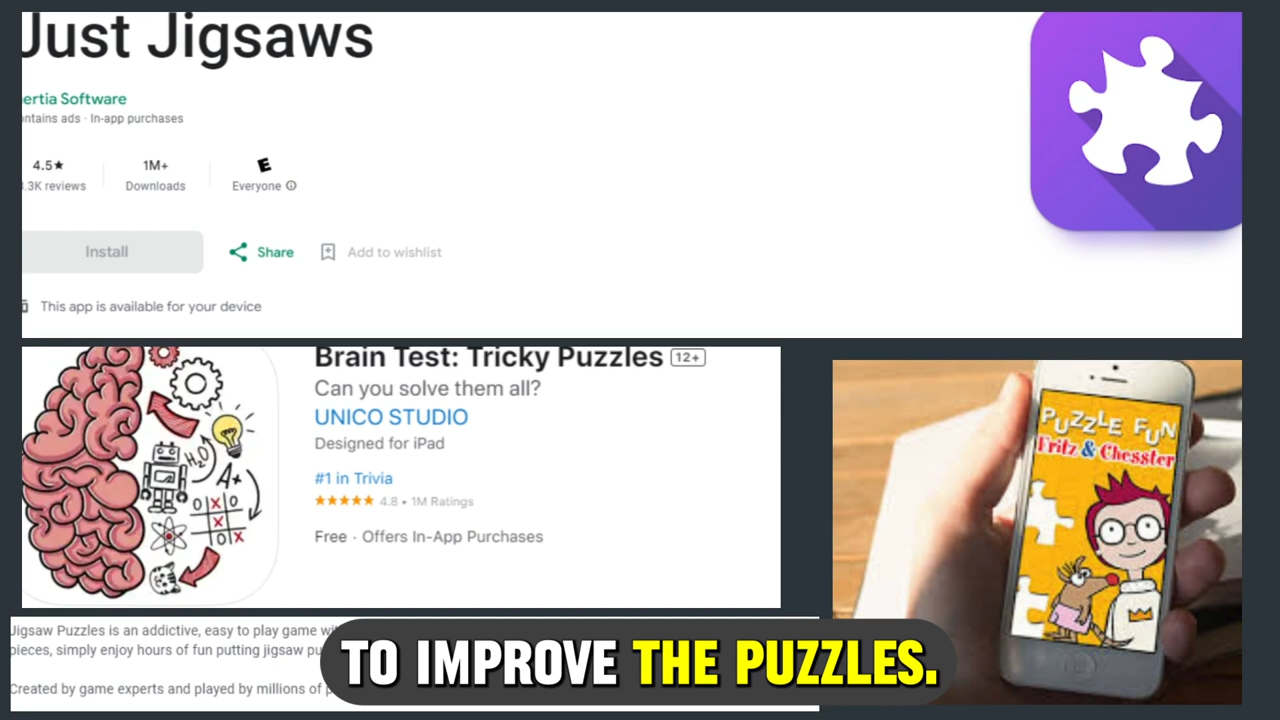 Just Jigsaws
ertia Software
ntains ads · In-app purchases
4.5★
.3K reviews
1M+
Downloads
E
Everyone
Install
Share
Add to wishlist
This app is available for your device
Brain Test: Tricky Puzzles 12+
Can you solve them all?
UNICO STUDIO
Designed for iPad
#1 in Trivia
★★★★★ 4.8 • 1M Ratings
Free · Offers In-App Purchases
H2O
A+
X O
X
O X
PUZZLE FUN
Fritz & Chesster
Jigsaw Puzzles is an addictive, easy to play game
pieces, simply enjoy hours of fun putting jigsaw
Created by game experts and played by millions of
TO IMPROVE THE PUZZLES.